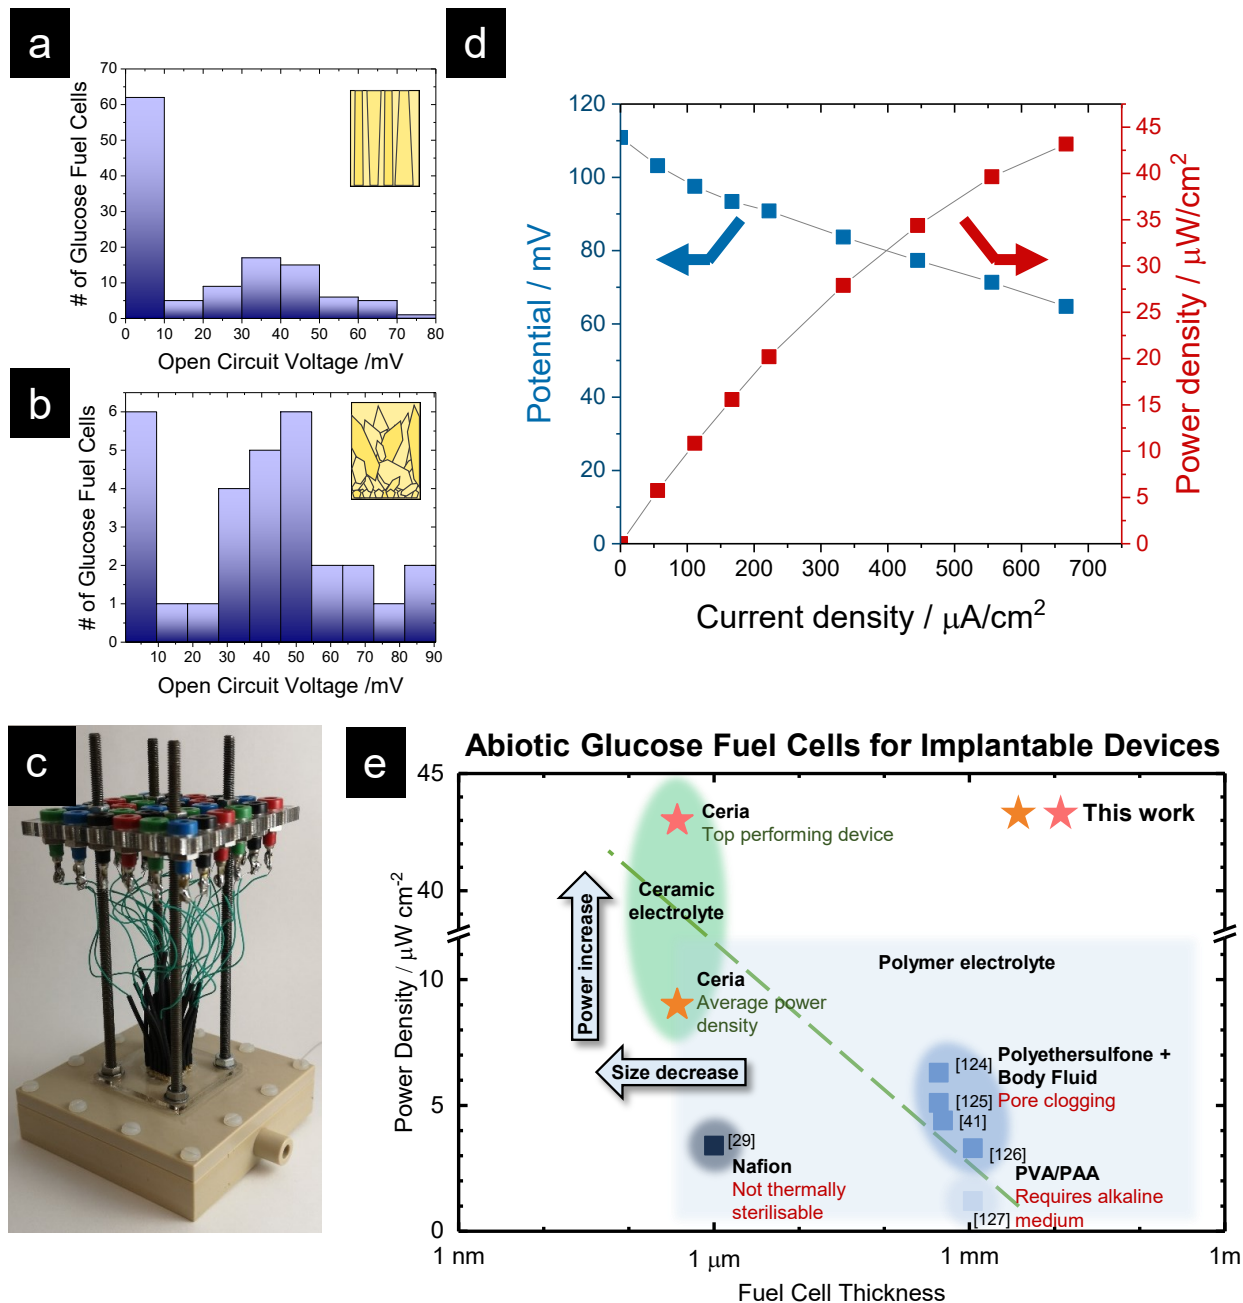 a
# of Glucose Fuel Cells
70
60
50
40
30
20
10
0
0 10 20 30 40 50 60 70 80
Open Circuit Voltage /mV
b
# of Glucose Fuel Cells
6
5
4
3
2
1
0
10 20 30 40 50 60 70 80 90
Open Circuit Voltage /mV
c
d
Potential / mV
120
100
80
60
40
20
0
45
40
35
30
25
20
15
10
5
0
Power density / μW/cm²
0 100 200 300 400 500 600 700
Current density / μA/cm²
e
Abiotic Glucose Fuel Cells for Implantable Devices
Power Density / μW cm⁻²
45
40
10
5
0
Ceria
Top performing device
This work
Ceramic
electrolyte
Power increase
Polymer electrolyte
Ceria
Average power
density
Size decrease
[124]
Polyethersulfone +
Body Fluid
Pore clogging
[125]
[41]
[29]
Nafion
Not thermally
sterilisable
[126]
PVA/PAA
Requires alkaline
medium
[127]
1 nm 1 μm 1 mm 1m
Fuel Cell Thickness